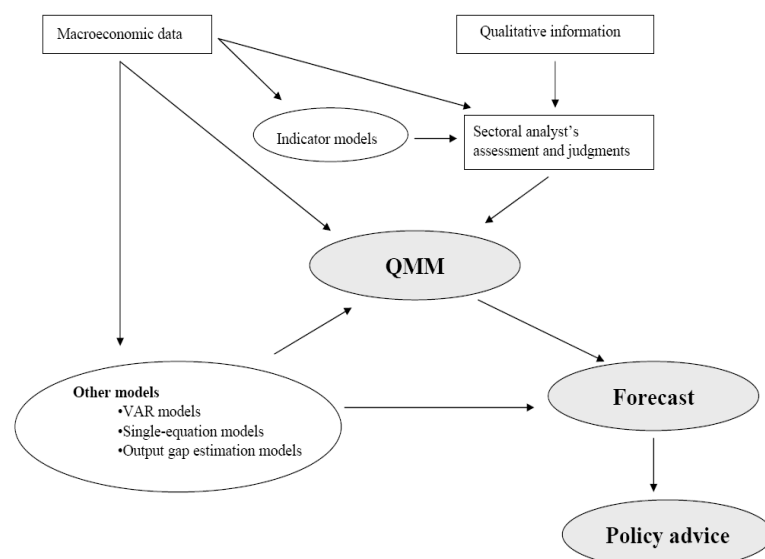 Macroeconomic data
Qualitative information
Indicator models
Sectoral analyst's
assessment and judgments
QMM
Other models
•VAR models
•Single-equation models
•Output gap estimation models
Forecast
Policy advice